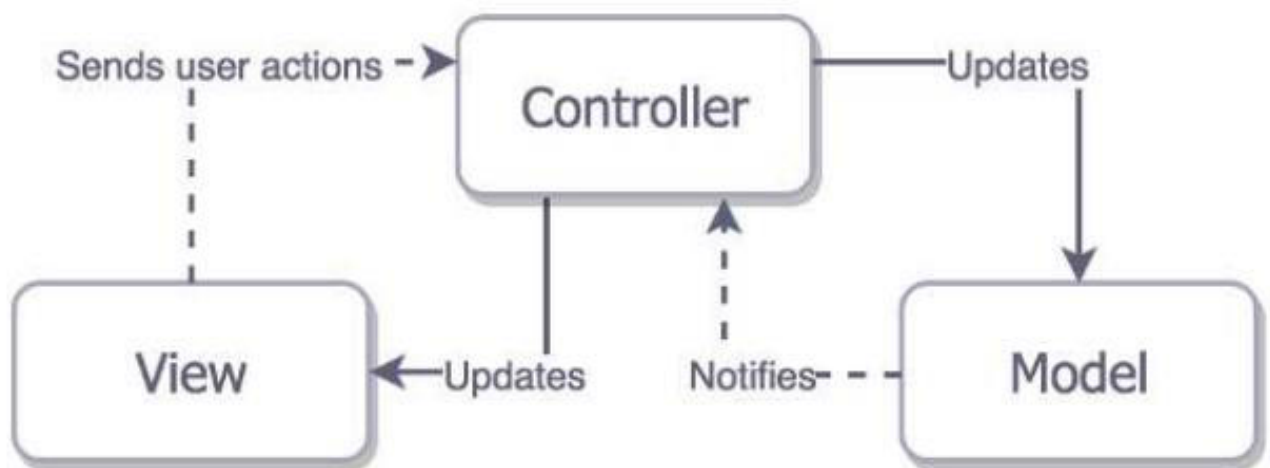 Sends user actions
Updates
Controller
View
Updates
Notifies
Model